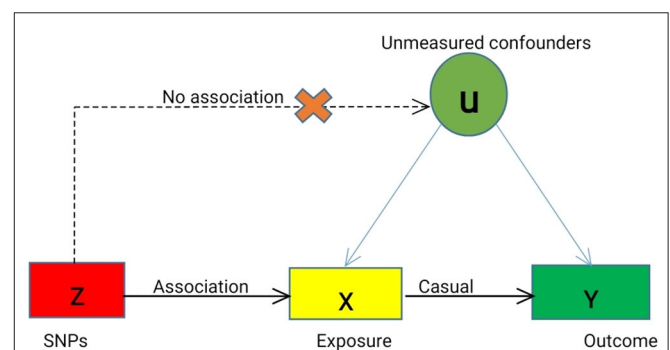 Unmeasured confounders
No association
u
Association
Casual
Z
X
Y
SNPs
Exposure
Outcome